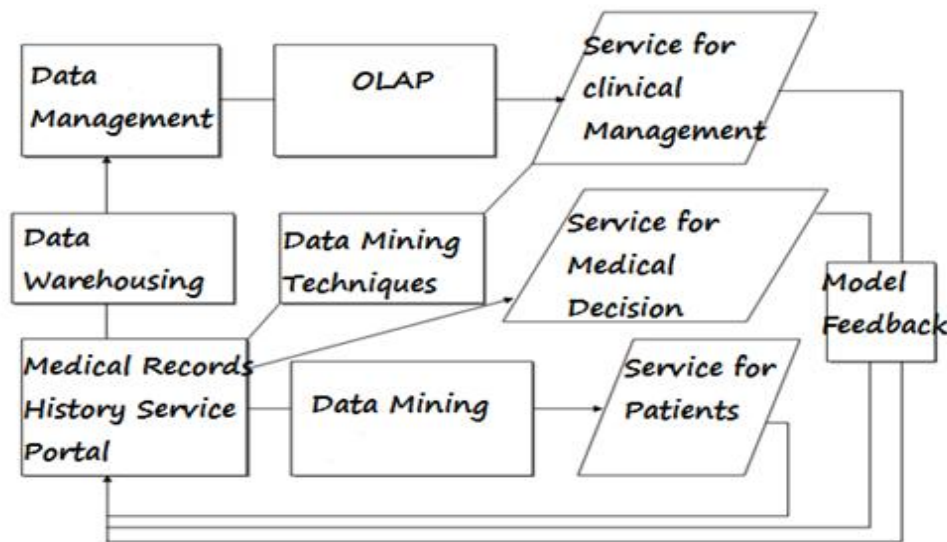 Data
Management
OLAP
Service for
clinical
Management
Data
Warehousing
Data Mining
Techniques
Service for
Medical
Decision
Model
Feedback
Medical Records
History Service
Portal
Data Mining
Service for
Patients